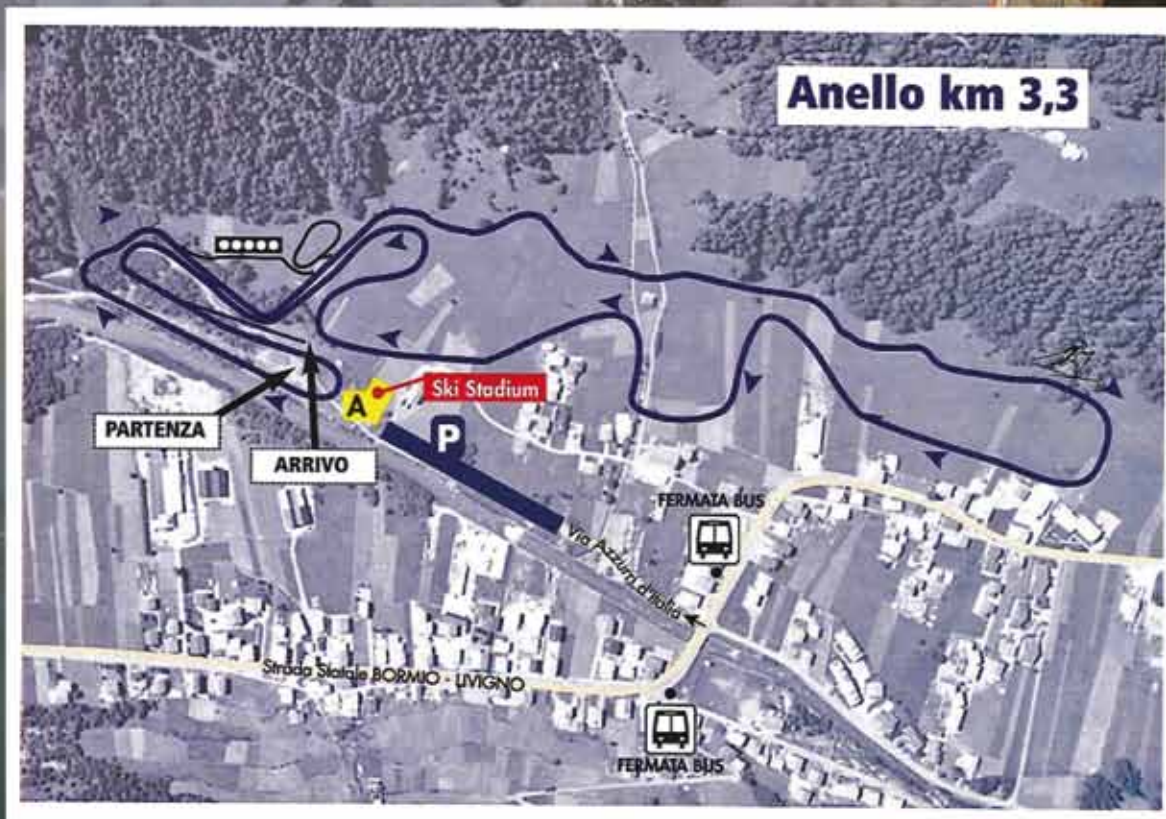 Anello km 3,3
Ski Stadium
A
PARTENZA
P
ARRIVO
FERMATA BUS
Via Azzurri d'Italia
Strada Statale BORMIO - LIVIGNO
FERMATA BUS